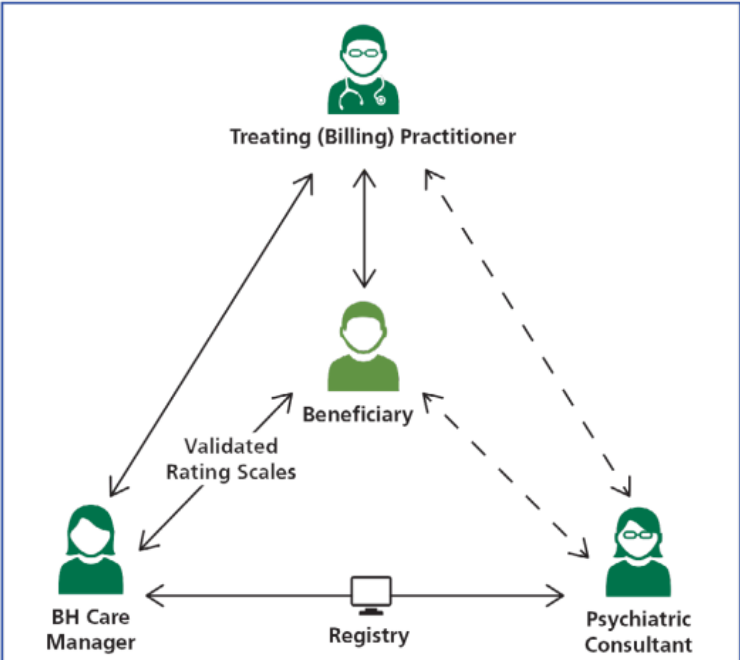 Treating (Billing) Practitioner
Beneficiary
Validated
Rating Scales
BH Care
Manager
Registry
Psychiatric
Consultant